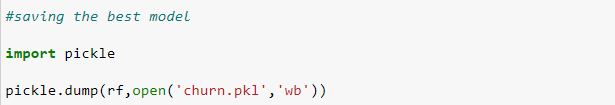 #saving the best model
import pickle
pickle.dump(rf,open('churn.pkl','wb'))